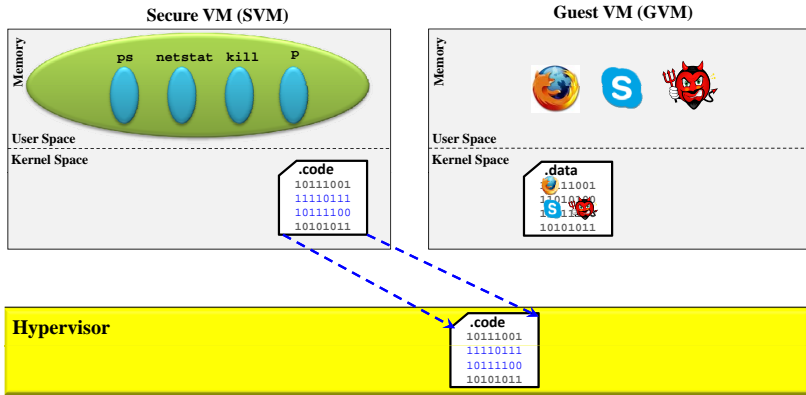 Secure VM (SVM)
Guest VM (GVM)
Memory
ps netstat kill p
User Space
Kernel Space
.code
10111001
11110111
10111100
10101011
Memory
S
User Space
Kernel Space
.data
S
10101011
Hypervisor
.code
10111001
11110111
10111100
10101011